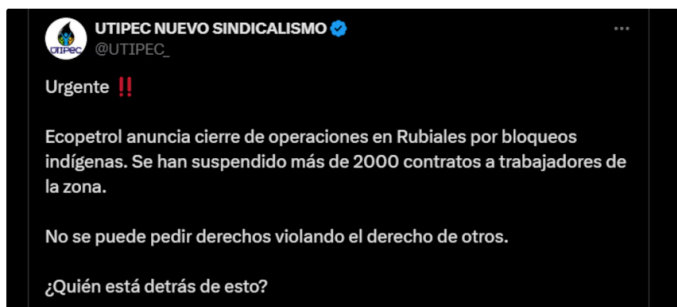 UTIPEC NUEVO SINDICALISMO
@UTIPEC_
UTIPEC
Urgente ‼️
Ecopetrol anuncia cierre de operaciones en Rubiales por bloqueos
indígenas. Se han suspendido más de 2000 contratos a trabajadores de
la zona.
No se puede pedir derechos violando el derecho de otros.
¿Quién está detrás de esto?